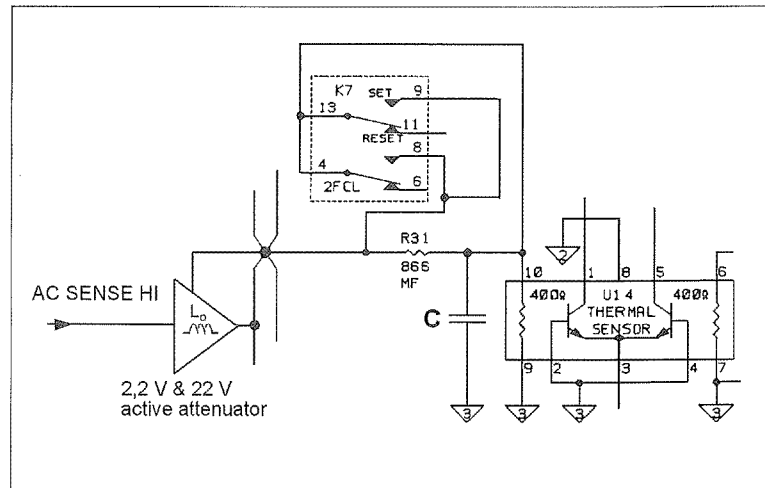 K7
SET
9
13
11
RESET
8
4
6
2FCL
R31
866
MF
AC SENSE HI
Lo
2,2 V & 22 V
active attenuator
C
3
2
10
1
8
5
6
400Ω
U14
400Ω
THERMAL
SENSOR
9
2
3
4
7
3
3
3